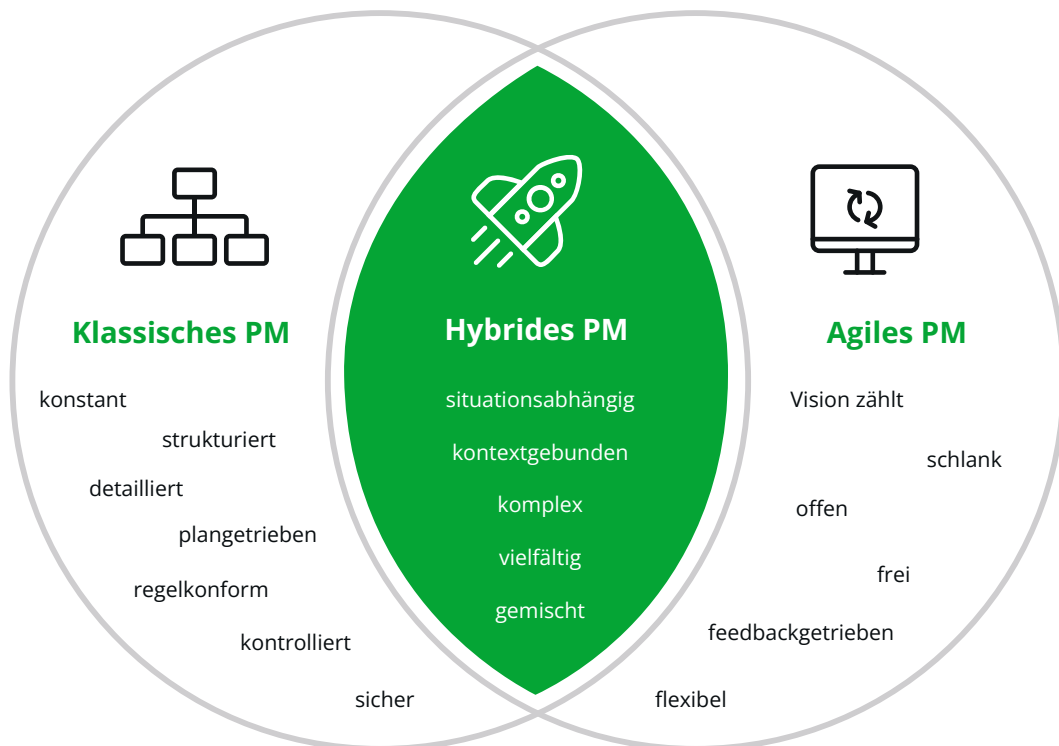 Klassisches PM
konstant
strukturiert
detailliert
plangetrieben
regelkonform
kontrolliert
sicher
Hybrides PM
situationsabhängig
kontextgebunden
komplex
vielfältig
gemischt
Agiles PM
Vision zählt
schlank
offen
frei
feedbackgetrieben
flexibel